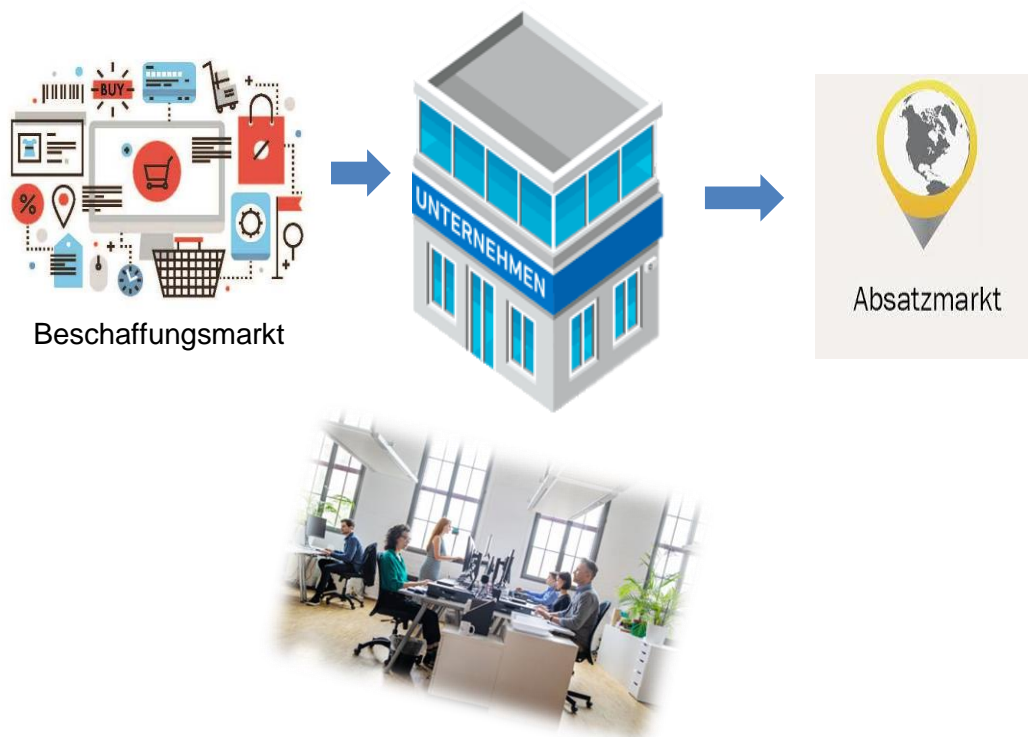 BUY
%
Beschaffungsmarkt
UNTERNEHMEN
Absatzmarkt